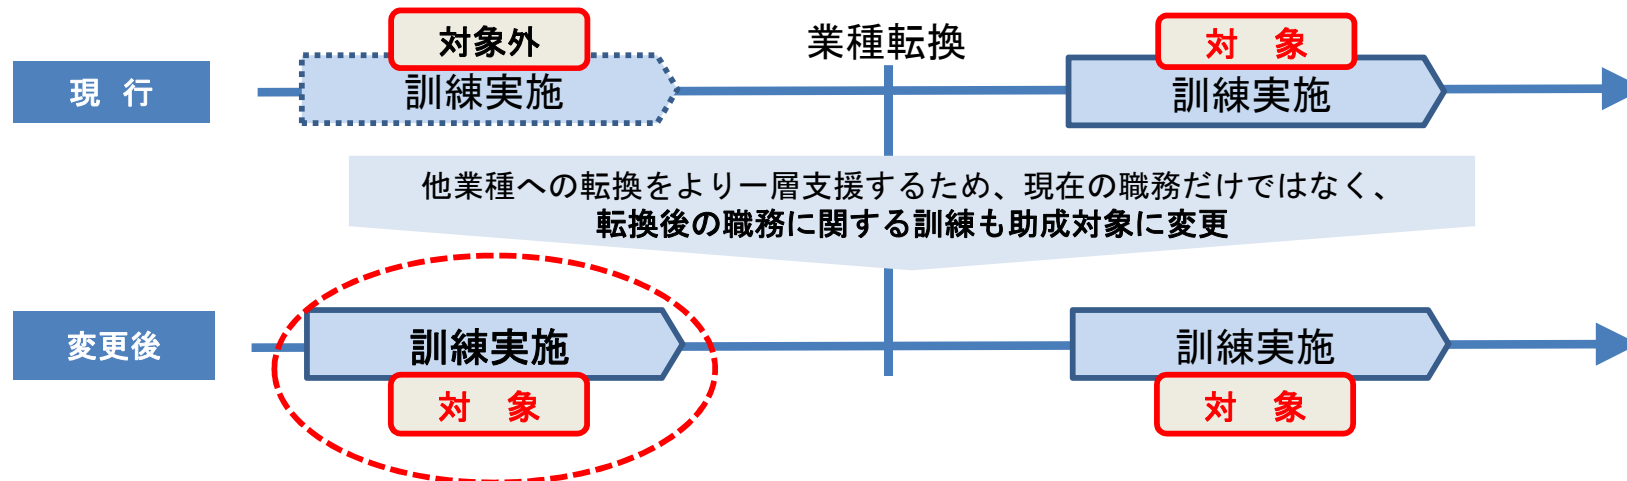 対象外
業種転換
対　象
現　行
訓練実施
訓練実施
他業種への転換をより一層支援するため、現在の職務だけではなく、
転換後の職務に関する訓練も助成対象に変更
変更後
訓練実施
訓練実施
対　象
対　象